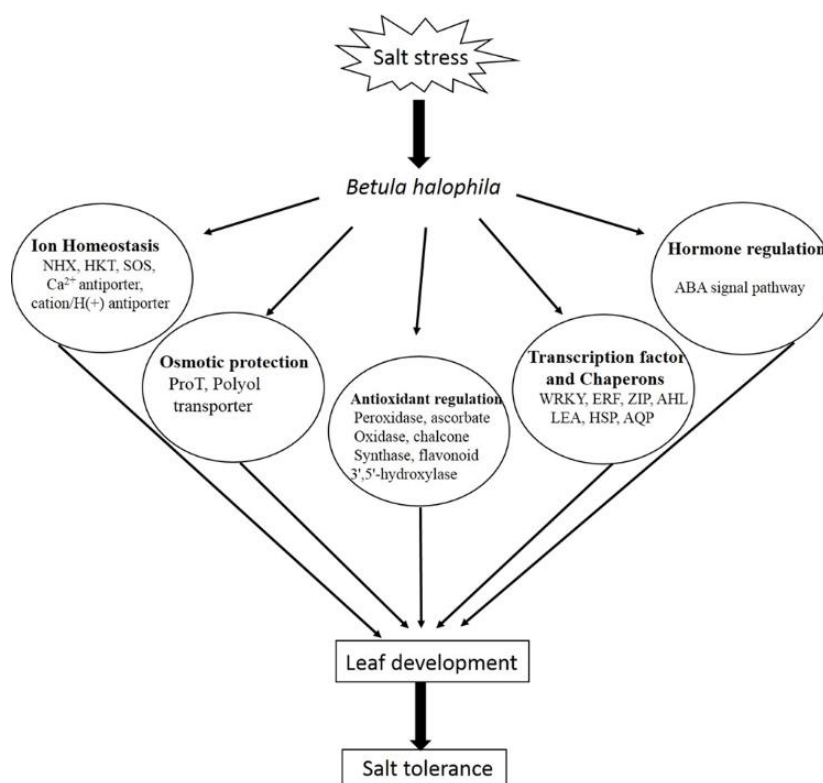 Salt stress
Betula halophila
Ion Homeostasis
NHX, HKT, SOS,
Ca²⁺ antiporter,
cation/H(+) antiporter
Osmotic protection
ProT, Polyol
transporter
Antioxidant regulation
Peroxidase, ascorbate
Oxidase, chalcone
Synthase, flavonoid
3',5'-hydroxylase
Transcription factor
and Chaperons
WRKY, ERF, ZIP, AHL
LEA, HSP, AQP
Hormone regulation
ABA signal pathway
Leaf development
Salt tolerance